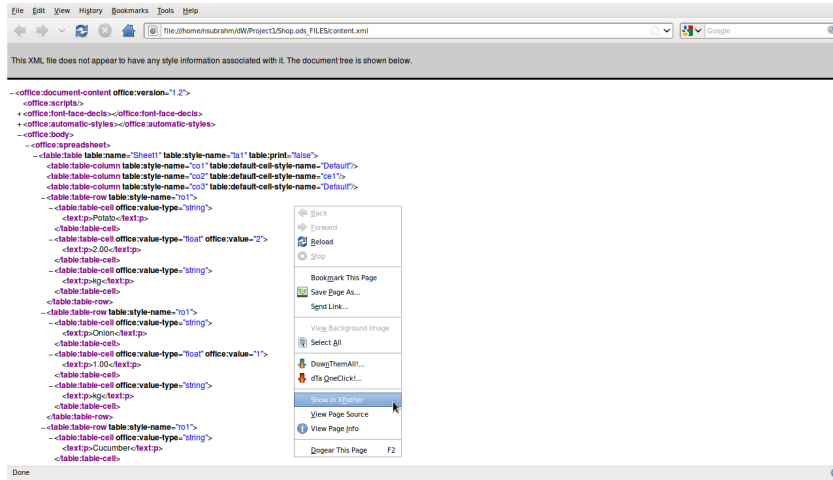 File Edit View History Bookmarks Tools Help
file:///home/nsubrahm/dW/Project1/Shop.ods_FILES/content.xml
Google
This XML file does not appear to have any style information associated with it. The document tree is shown below.
−<office:document-content office:version="1.2">
<office:scripts/>
+<office:font-face-decls></office:font-face-decls>
+<office:automatic-styles></office:automatic-styles>
−<office:body>
−<office:spreadsheet>
−<table:table table:name="Sheet1" table:style-name="ta1" table:print="false">
<table:table-column table:style-name="co1" table:default-cell-style-name="Default"/>
<table:table-column table:style-name="co2" table:default-cell-style-name="ce1"/>
<table:table-column table:style-name="co3" table:default-cell-style-name="Default"/>
−<table:table-row table:style-name="ro1">
−<table:table-cell office:value-type="string">
<text:p>Potato</text:p>
</table:table-cell>
−<table:table-cell office:value-type="float" office:value="2">
<text:p>2.00</text:p>
</table:table-cell>
−<table:table-cell office:value-type="string">
<text:p>kg</text:p>
</table:table-cell>
</table:table-row>
−<table:table-row table:style-name="ro1">
−<table:table-cell office:value-type="string">
<text:p>Onion</text:p>
</table:table-cell>
−<table:table-cell office:value-type="float" office:value="1">
<text:p>1.00</text:p>
</table:table-cell>
−<table:table-cell office:value-type="string">
<text:p>kg</text:p>
</table:table-cell>
</table:table-row>
−<table:table-row table:style-name="ro1">
−<table:table-cell office:value-type="string">
<text:p>Cucumber</text:p>
</table:table-cell>
Back
Forward
Reload
Stop
Bookmark This Page
Save Page As...
Send Link...
View Background Image
Select All
DownThemAll!...
dTa OneClick!...
Show in XPather
View Page Source
View Page Info
Dogear This Page F2
Done